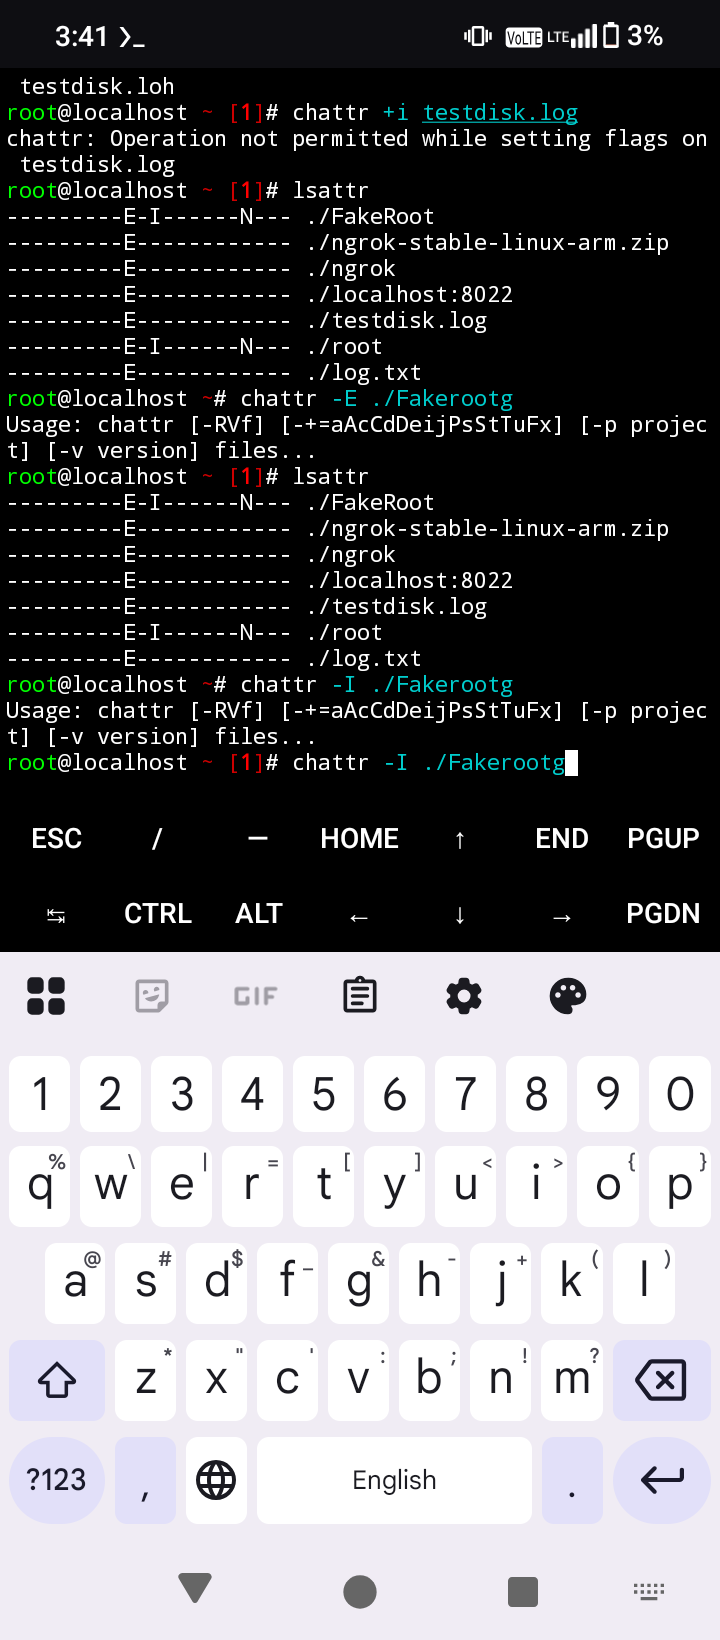 3:41 ❯_ VoLTE LTE 3%
testdisk.loh
root@localhost ~ [1]# chattr +i testdisk.log
chattr: Operation not permitted while setting flags on
testdisk.log
root@localhost ~ [1]# lsattr
---------E-I------N--- ./FakeRoot
---------E------------ ./ngrok-stable-linux-arm.zip
---------E------------ ./ngrok
---------E------------ ./localhost:8022
---------E------------ ./testdisk.log
---------E-I------N--- ./root
---------E------------ ./log.txt
root@localhost ~# chattr -E ./Fakerootg
Usage: chattr [-RVf] [-+=aAcCdDeijPsStTuFx] [-p projec
t] [-v version] files...
root@localhost ~ [1]# lsattr
---------E-I------N--- ./FakeRoot
---------E------------ ./ngrok-stable-linux-arm.zip
---------E------------ ./ngrok
---------E------------ ./localhost:8022
---------E------------ ./testdisk.log
---------E-I------N--- ./root
---------E------------ ./log.txt
root@localhost ~# chattr -I ./Fakerootg
Usage: chattr [-RVf] [-+=aAcCdDeijPsStTuFx] [-p projec
t] [-v version] files...
root@localhost ~ [1]# chattr -I ./Fakerootg
ESC / — HOME ↑ END PGUP
↹ CTRL ALT ← ↓ → PGDN
GIF
1 2 3 4 5 6 7 8 9 0
q% w\ e| r= t[ y] u< i> o{ p}
a@ s# d$ f_ g& h- j+ k( l)
z* x" c' v: b; n! m?
?123 , English .